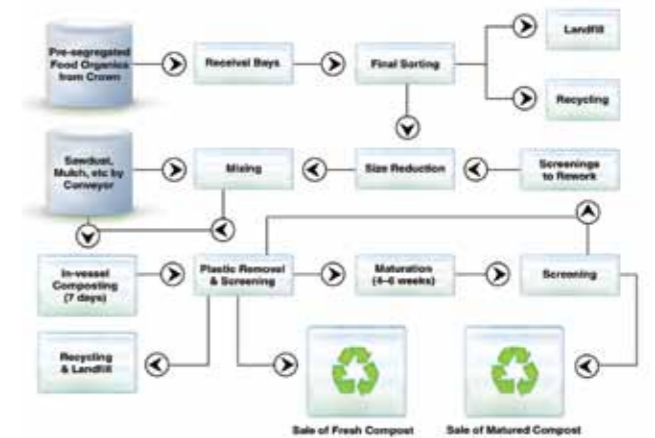 Pre-segregated
Food Organics
from Crown
Receival Bays
Final Sorting
Landfill
Recycling
Sawdust,
Mulch, etc by
Conveyor
Mixing
Size Reduction
Screenings
to Rework
In-vessel
Composting
(7 days)
Plastic Removal
& Screening
Maturation
(4–6 weeks)
Screening
Recycling
& Landfill
Sale of Fresh Compost
Sale of Matured Compost